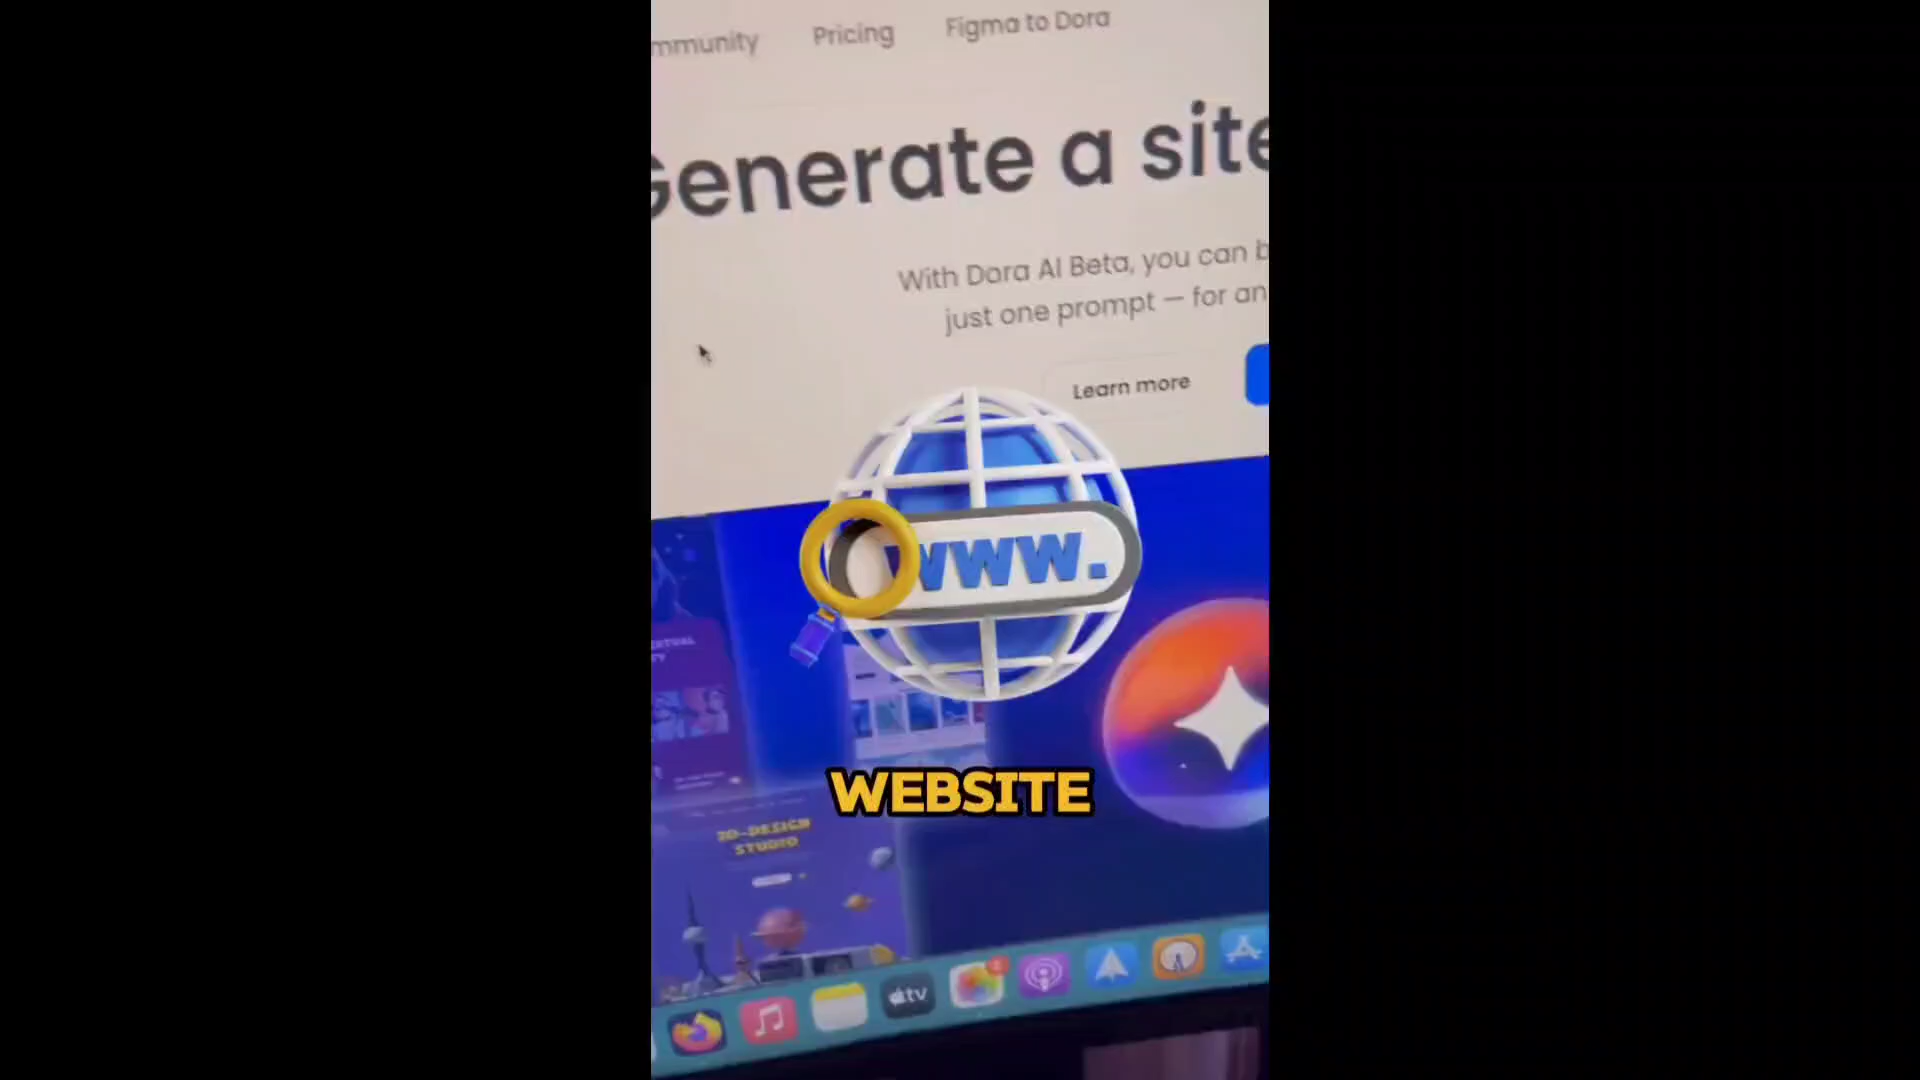 mmunity Pricing Figma to Dora
Generate a site
With Dora AI Beta, you can b
just one prompt — for an
Learn more
www.
WEBSITE
3D-DESIGN
STUDIO
tv